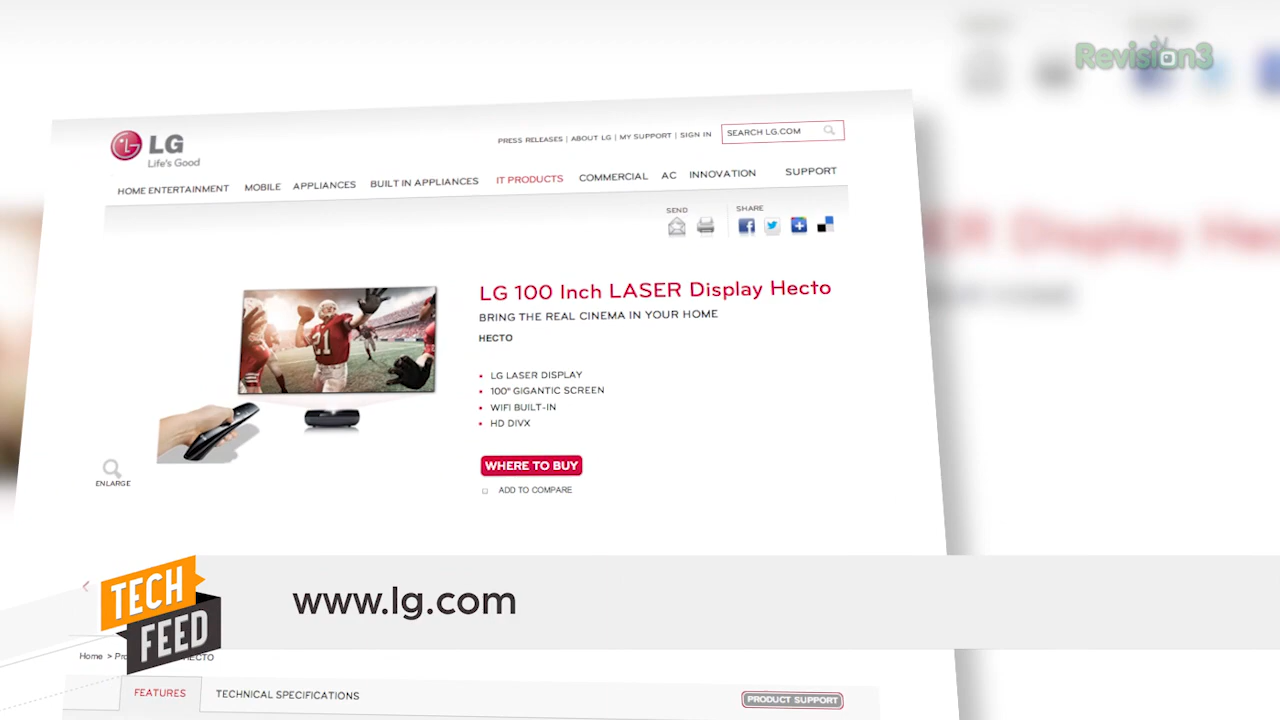 Revision3
LG
Life's Good
PRESS RELEASES | ABOUT LG | MY SUPPORT | SIGN IN
SEARCH LG.COM
HOME ENTERTAINMENT MOBILE APPLIANCES BUILT IN APPLIANCES IT PRODUCTS COMMERCIAL AC INNOVATION SUPPORT
SEND
SHARE
LG 100 Inch LASER Display Hecto
BRING THE REAL CINEMA IN YOUR HOME
HECTO
LG LASER DISPLAY
100" GIGANTIC SCREEN
WIFI BUILT-IN
HD DIVX
21
WHERE TO BUY
ADD TO COMPARE
ENLARGE
TECH
FEED
www.lg.com
Home >
HECTO
FEATURES
TECHNICAL SPECIFICATIONS
PRODUCT SUPPORT